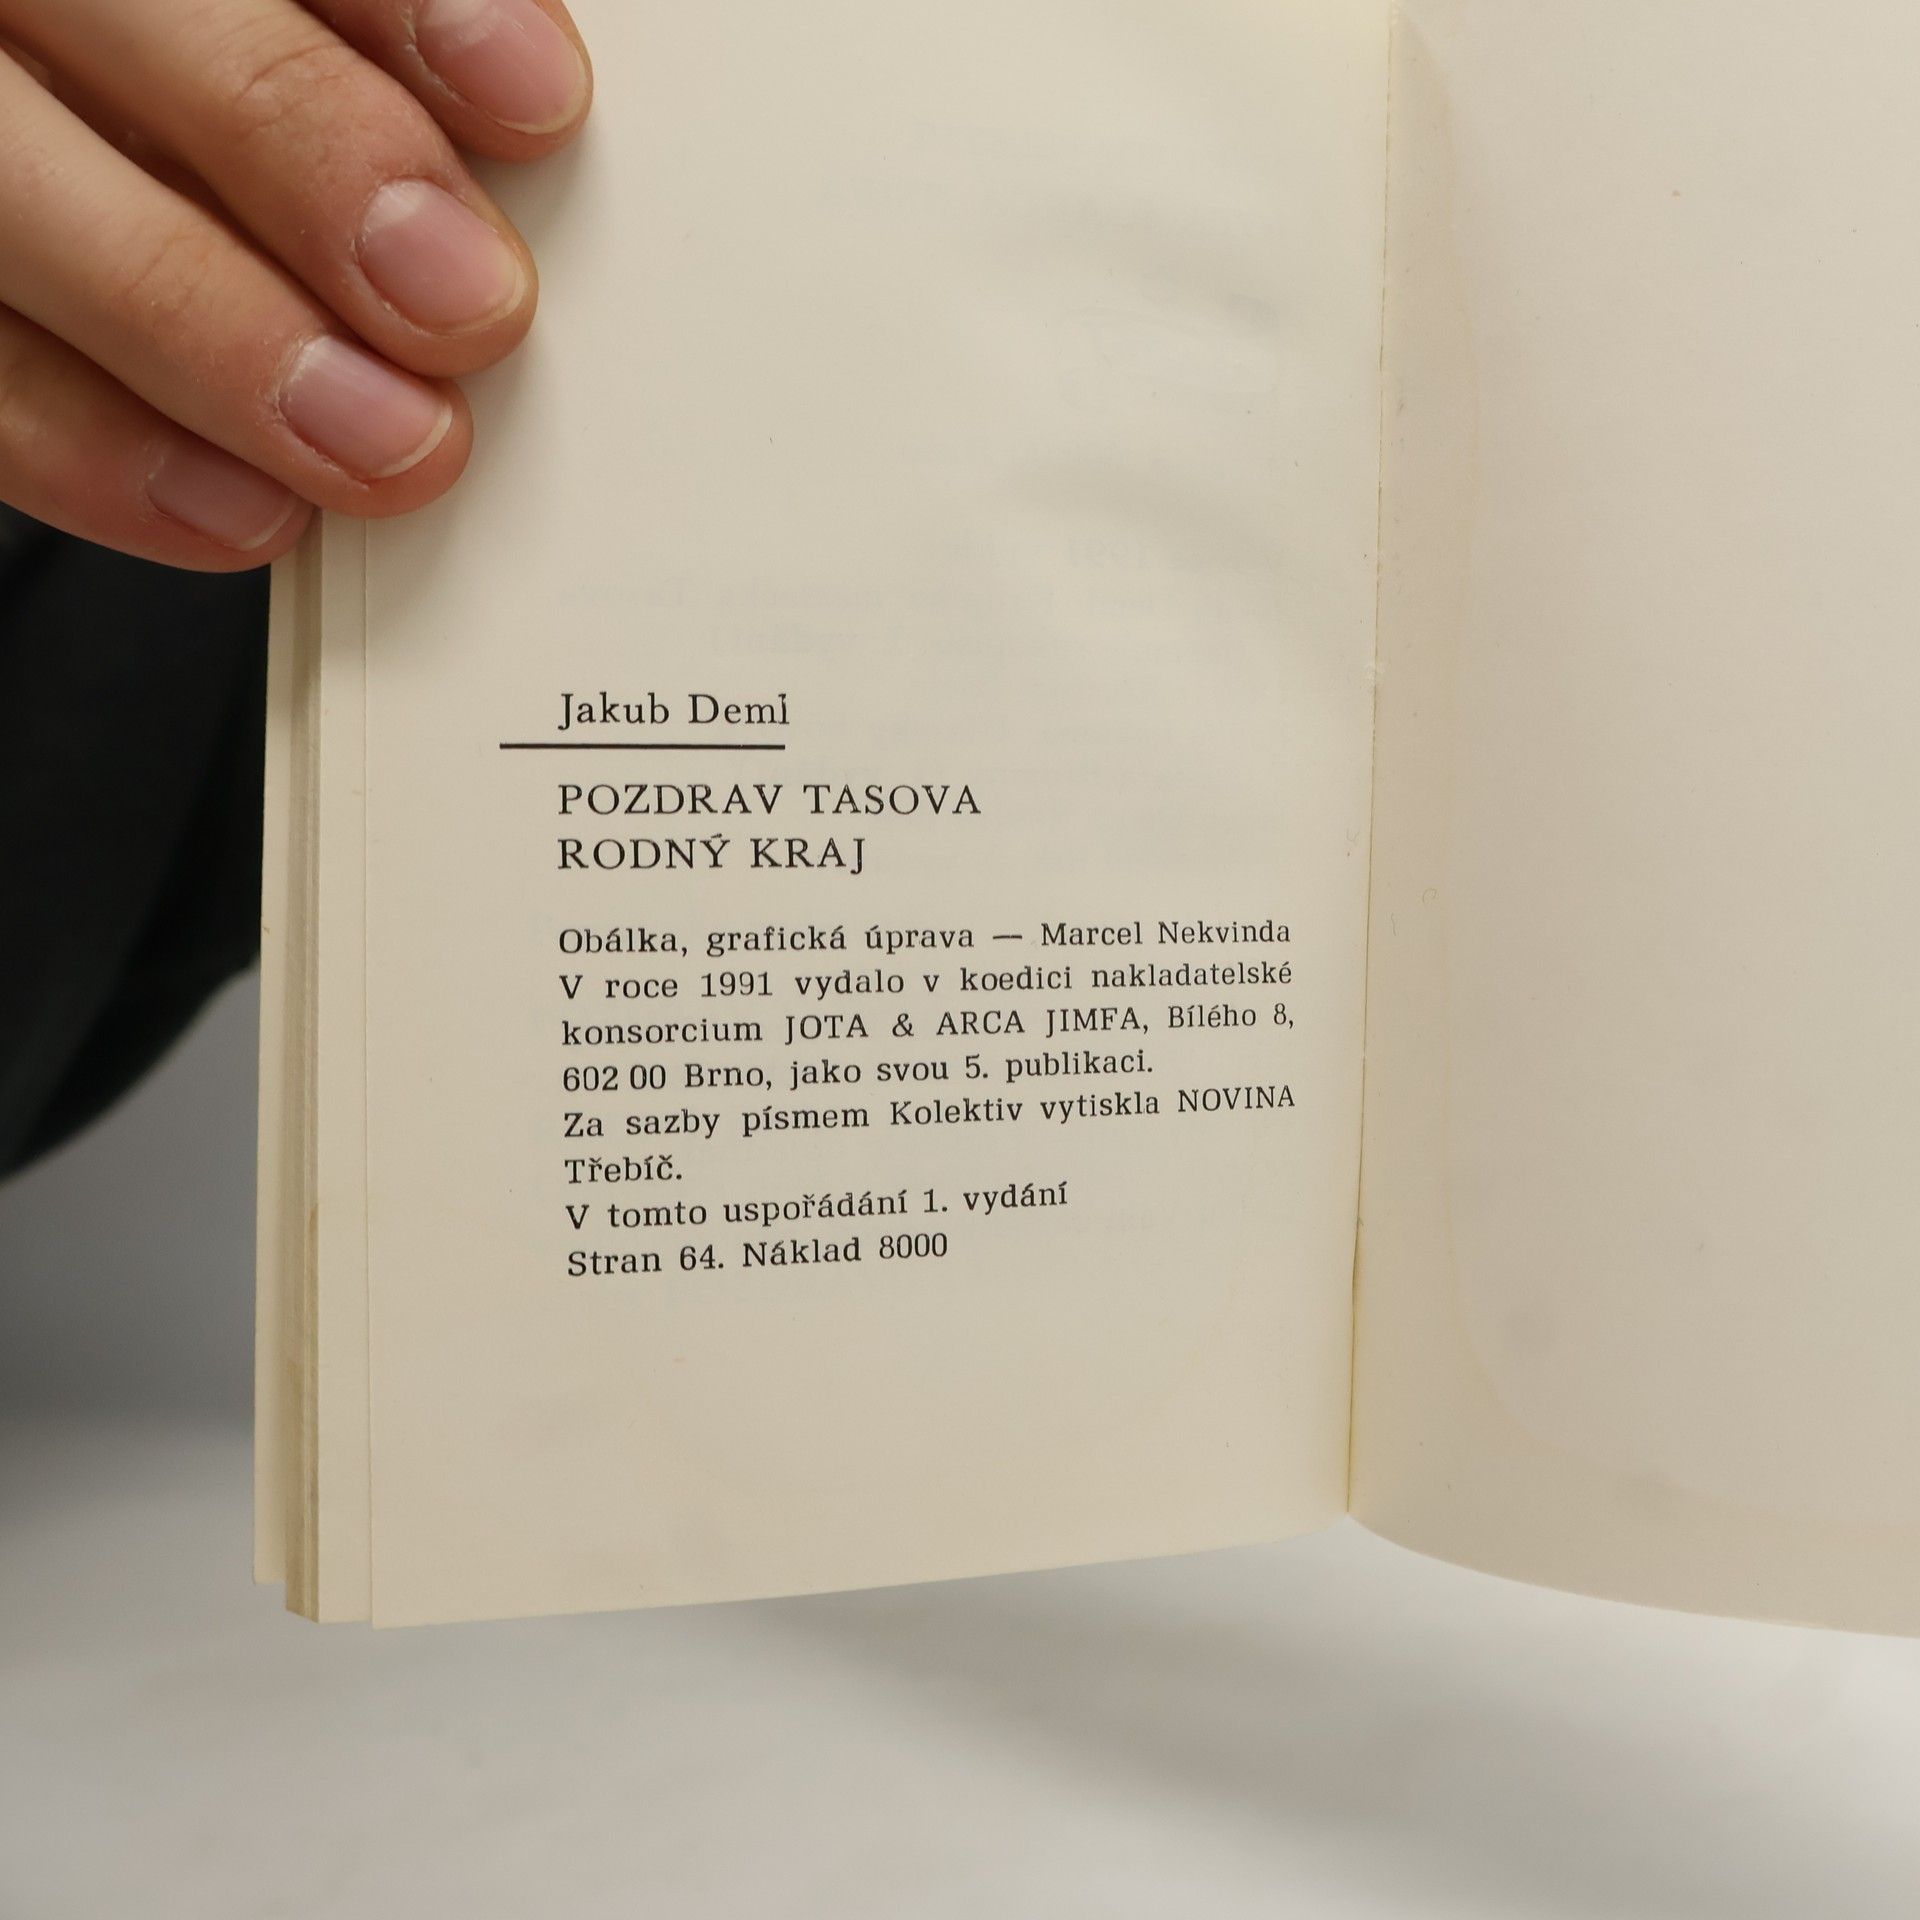 Jakub Deml
POZDRAV TASOVA
RODNÝ KRAJ
Obálka, grafická úprava — Marcel Nekvinda
V roce 1991 vydalo v koedici nakladatelské
konsorcium JOTA & ARCA JIMFA, Bílého 8,
602 00 Brno, jako svou 5. publikaci.
Za sazby písmem Kolektiv vytiskla NOVINA
Třebíč.
V tomto uspořádání 1. vydání
Stran 64. Náklad 8000